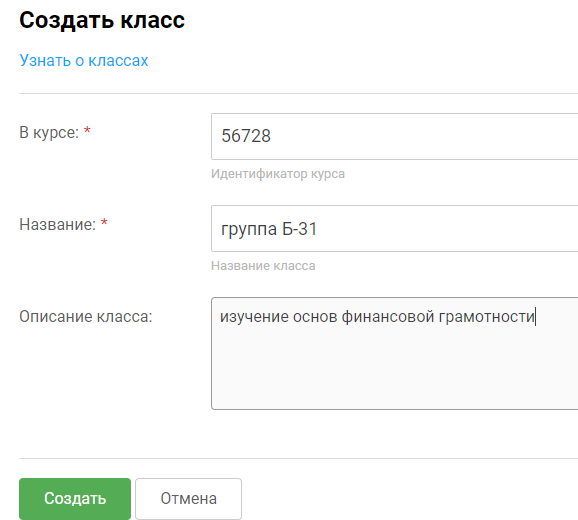 Создать класс
Узнать о классах
В курсе: * 56728
Идентификатор курса
Название: * группа Б-31
Название класса
Описание класса: изучение основ финансовой грамотности
Создать Отмена